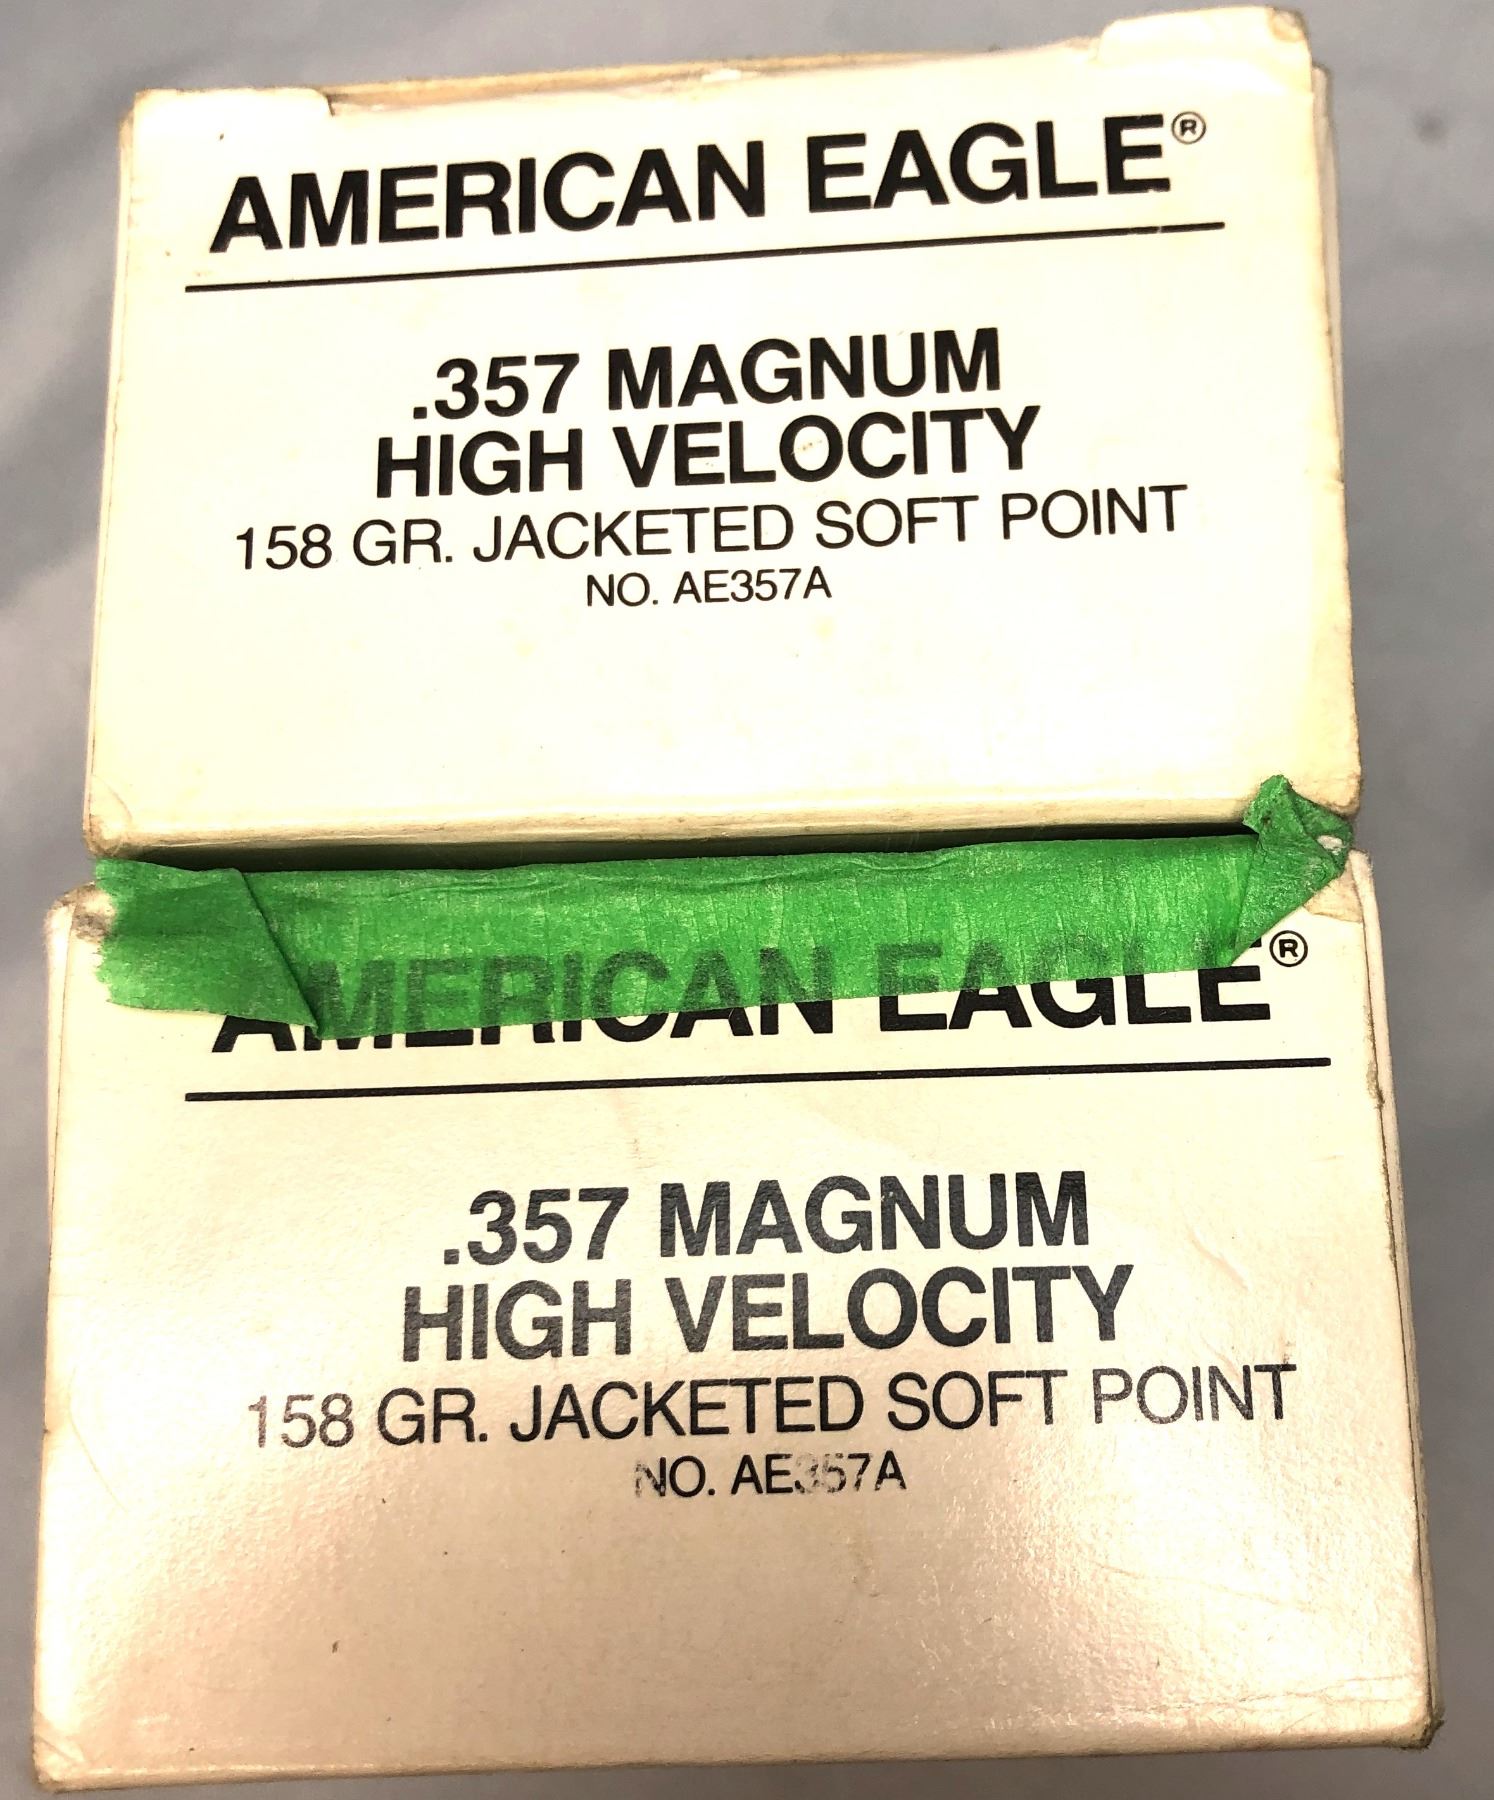 AMERICAN EAGLE®
.357 MAGNUM
HIGH VELOCITY
158 GR. JACKETED SOFT POINT
NO. AE357A
AMERICAN EAGLE®
.357 MAGNUM
HIGH VELOCITY
158 GR. JACKETED SOFT POINT
NO. AE357A